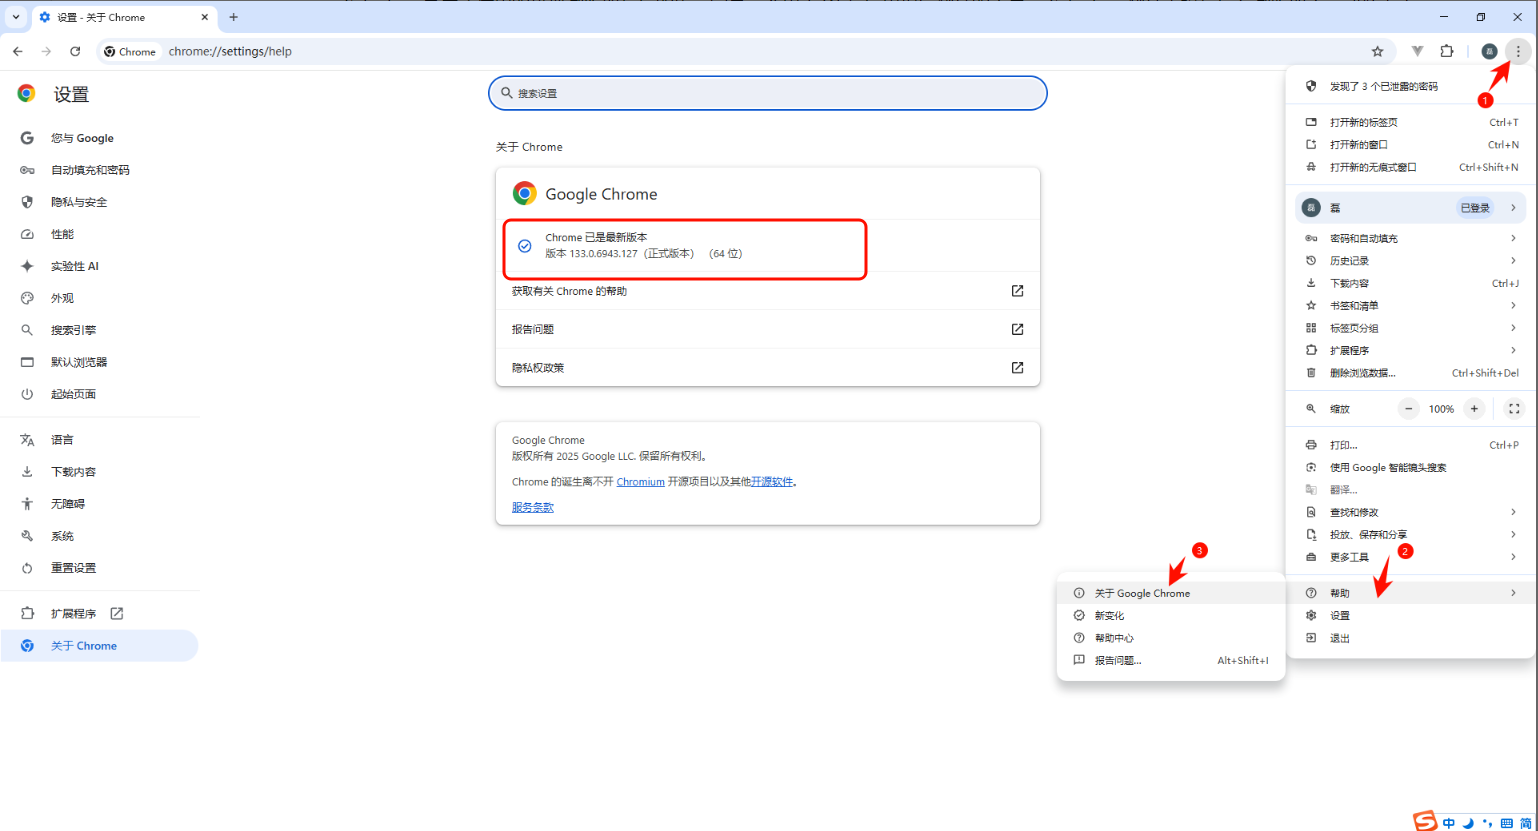 设置 - 关于 Chrome
Chrome
chrome://settings/help
磊
设置
搜索设置
您与 Google
自动填充和密码
隐私与安全
性能
实验性 AI
外观
搜索引擎
默认浏览器
起始页面
语言
下载内容
无障碍
系统
重置设置
扩展程序
关于 Chrome
关于 Chrome
Google Chrome
Chrome 已是最新版本
版本 133.0.6943.127（正式版本） （64 位）
获取有关 Chrome 的帮助
报告问题
隐私权政策
Google Chrome
版权所有 2025 Google LLC. 保留所有权利。
Chrome 的诞生离不开 Chromium 开源项目以及其他开源软件。
服务条款
发现了 3 个已泄露的密码
1
打开新的标签页 Ctrl+T
打开新的窗口 Ctrl+N
打开新的无痕式窗口 Ctrl+Shift+N
磊 磊 已登录
密码和自动填充
历史记录
下载内容 Ctrl+J
书签和清单
标签页分组
扩展程序
删除浏览数据... Ctrl+Shift+Del
缩放 − 100% +
打印... Ctrl+P
使用 Google 智能镜头搜索
翻译...
查找和修改
投放、保存和分享
更多工具
2
帮助
设置
退出
3
关于 Google Chrome
新变化
帮助中心
报告问题... Alt+Shift+I
S 中 简